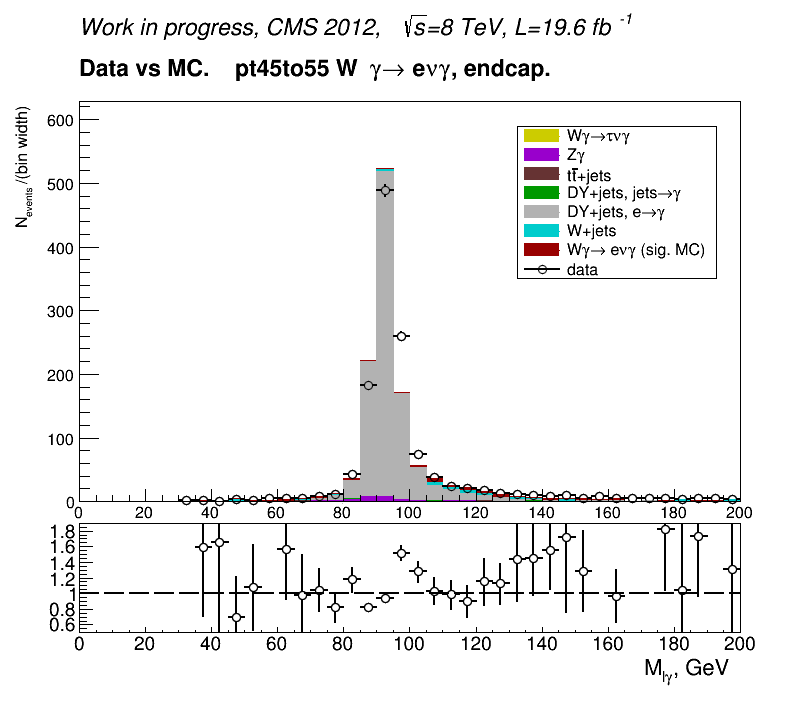 Work in progress, CMS 2012, √s=8 TeV, L=19.6 fb⁻¹
Data vs MC. pt45to55 W γ→ eνγ, endcap.
N_events /(bin width)
600
500
400
300
200
100
0
Wγ→τνγ
Zγ
tt̅+jets
DY+jets, jets→γ
DY+jets, e→γ
W+jets
Wγ→ eνγ (sig. MC)
data
0 20 40 60 80 100 120 140 160 180 200
1.8
1.6
1.4
1.2
1
0.8
0.6
0 20 40 60 80 100 120 140 160 180 200
M_lγ, GeV